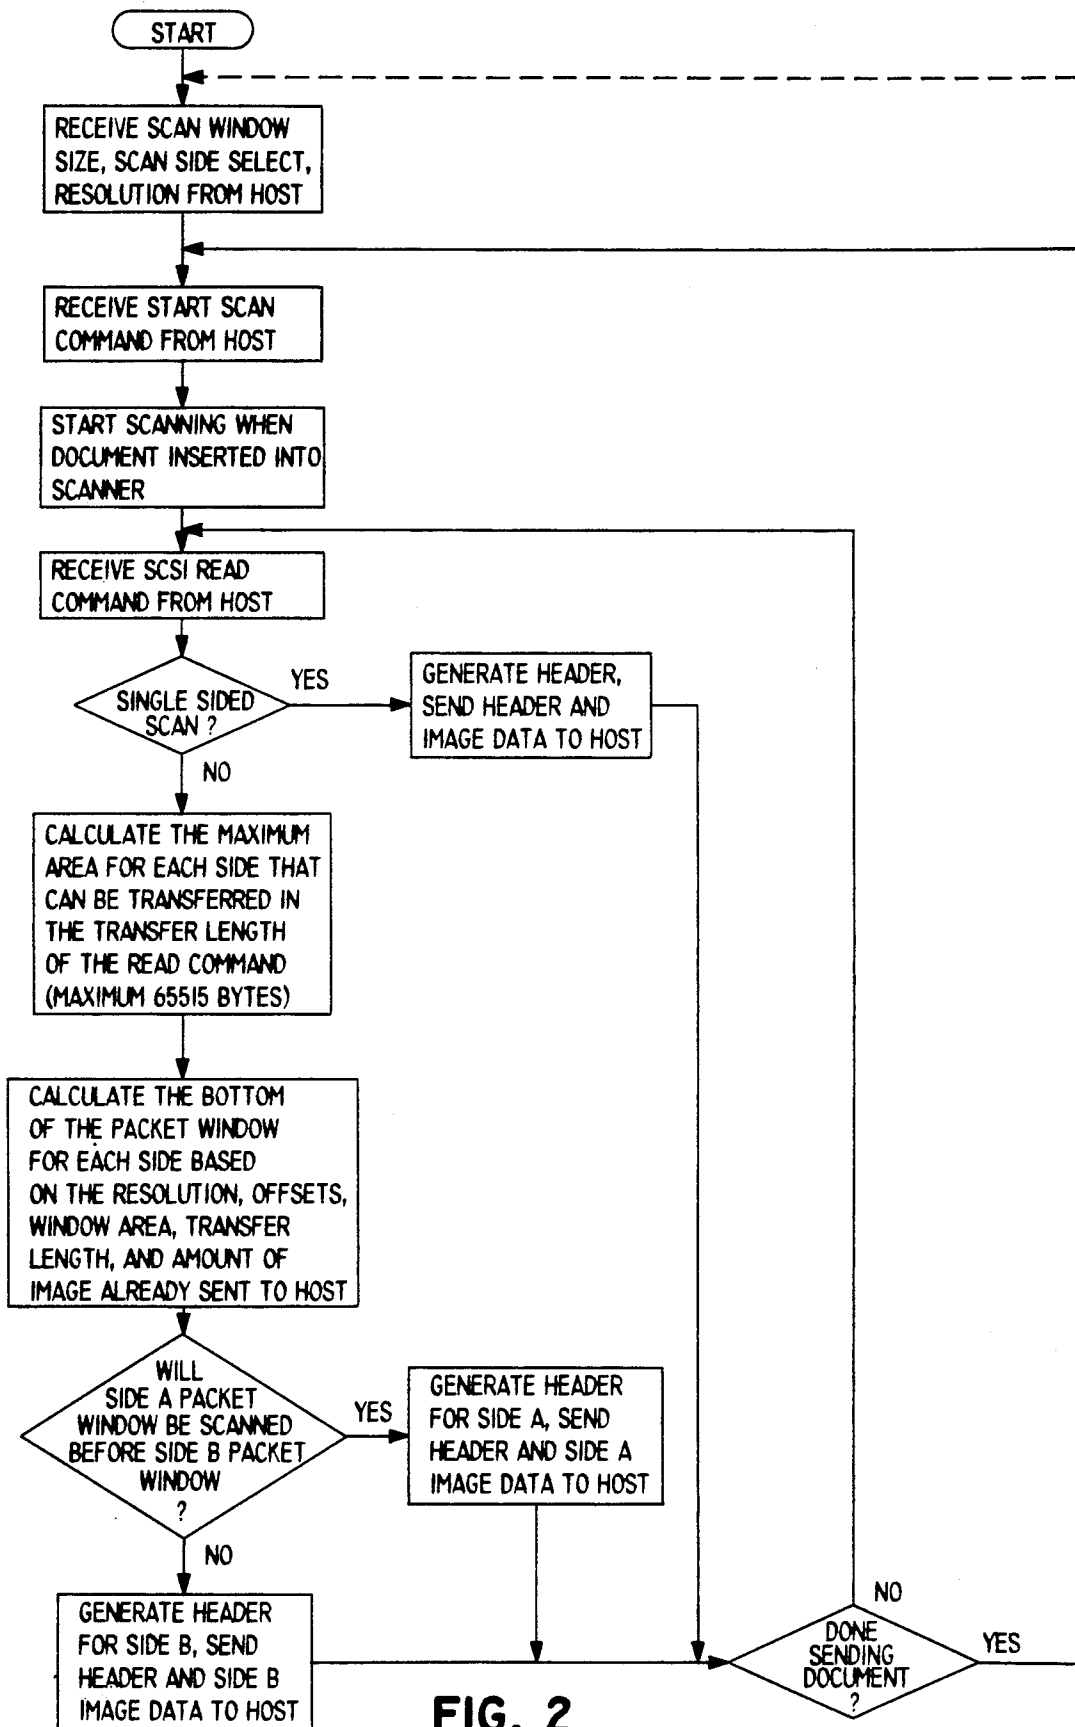 START
RECEIVE SCAN WINDOW
SIZE, SCAN SIDE SELECT,
RESOLUTION FROM HOST
RECEIVE START SCAN
COMMAND FROM HOST
START SCANNING WHEN
DOCUMENT INSERTED INTO
SCANNER
RECEIVE SCSI READ
COMMAND FROM HOST
SINGLE SIDED
SCAN ?
YES
GENERATE HEADER,
SEND HEADER AND
IMAGE DATA TO HOST
NO
CALCULATE THE MAXIMUM
AREA FOR EACH SIDE THAT
CAN BE TRANSFERRED IN
THE TRANSFER LENGTH
OF THE READ COMMAND
(MAXIMUM 65515 BYTES)
CALCULATE THE BOTTOM
OF THE PACKET WINDOW
FOR EACH SIDE BASED
ON THE RESOLUTION, OFFSETS,
WINDOW AREA, TRANSFER
LENGTH, AND AMOUNT OF
IMAGE ALREADY SENT TO HOST
WILL
SIDE A PACKET
WINDOW BE SCANNED
BEFORE SIDE B PACKET
WINDOW
?
YES
GENERATE HEADER
FOR SIDE A, SEND
HEADER AND SIDE A
IMAGE DATA TO HOST
NO
GENERATE HEADER
FOR SIDE B, SEND
HEADER AND SIDE B
IMAGE DATA TO HOST
NO
DONE
SENDING
DOCUMENT
?
YES
FIG. 2